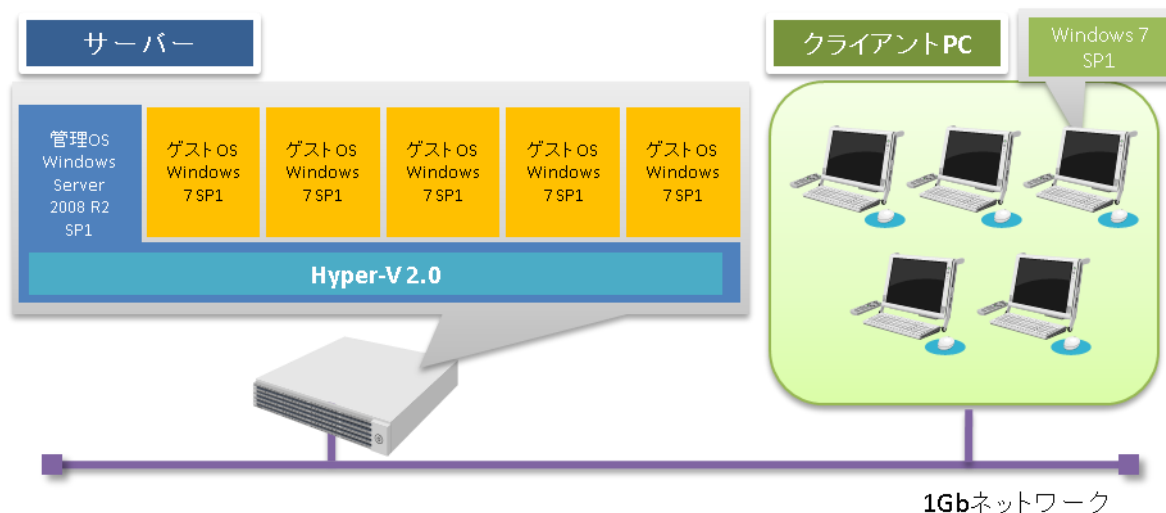 サーバー
クライアントPC
Windows 7
SP1
管理OS
Windows
Server
2008 R2
SP1
ゲストOS
Windows
7 SP1
ゲストOS
Windows
7 SP1
ゲストOS
Windows
7 SP1
ゲストOS
Windows
7 SP1
ゲストOS
Windows
7 SP1
Hyper-V 2.0
1Gbネットワーク